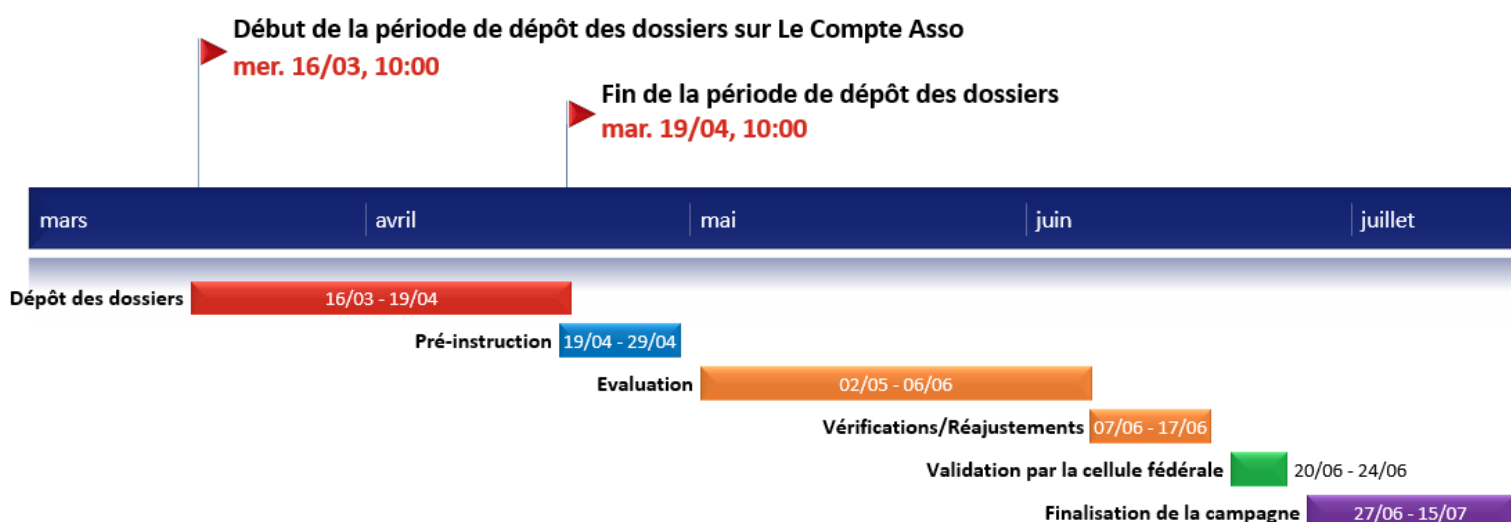 Début de la période de dépôt des dossiers sur Le Compte Asso
mer. 16/03, 10:00
Fin de la période de dépôt des dossiers
mar. 19/04, 10:00
mars avril mai juin juillet
Dépôt des dossiers 16/03 - 19/04
Pré-instruction 19/04 - 29/04
Evaluation 02/05 - 06/06
Vérifications/Réajustements 07/06 - 17/06
Validation par la cellule fédérale 20/06 - 24/06
Finalisation de la campagne 27/06 - 15/07